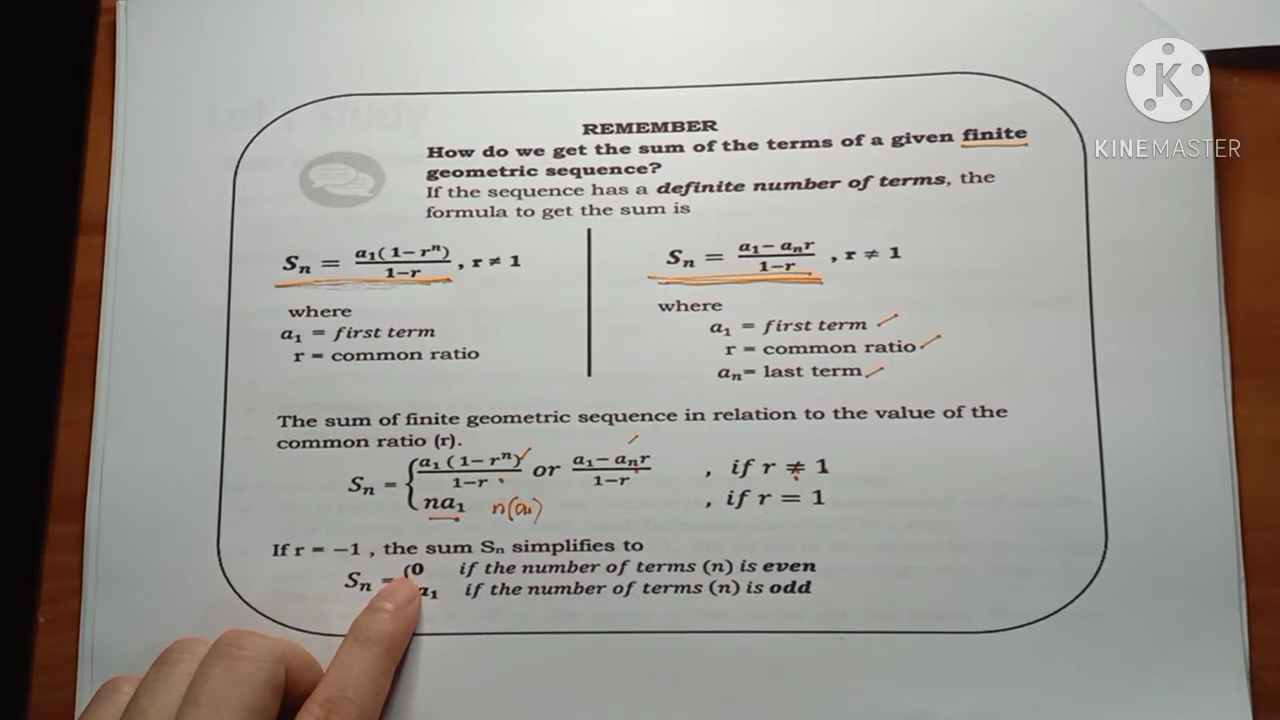 REMEMBER
How do we get the sum of the terms of a given finite
geometric sequence?
If the sequence has a definite number of terms, the
formula to get the sum is
Sₙ = a₁(1−rⁿ)/1−r , r ≠ 1
where
a₁ = first term
r = common ratio
Sₙ = a₁−aₙr/1−r , r ≠ 1
where
a₁ = first term
r = common ratio
aₙ= last term
The sum of finite geometric sequence in relation to the value of the
common ratio (r).
Sₙ = { a₁(1−rⁿ)/1−r or a₁−aₙr/1−r , if r ≠ 1
na₁ n(a₁) , if r = 1
If r = −1 , the sum Sₙ simplifies to
Sₙ = {0 if the number of terms (n) is even
a₁ if the number of terms (n) is odd
K
KINEMASTER